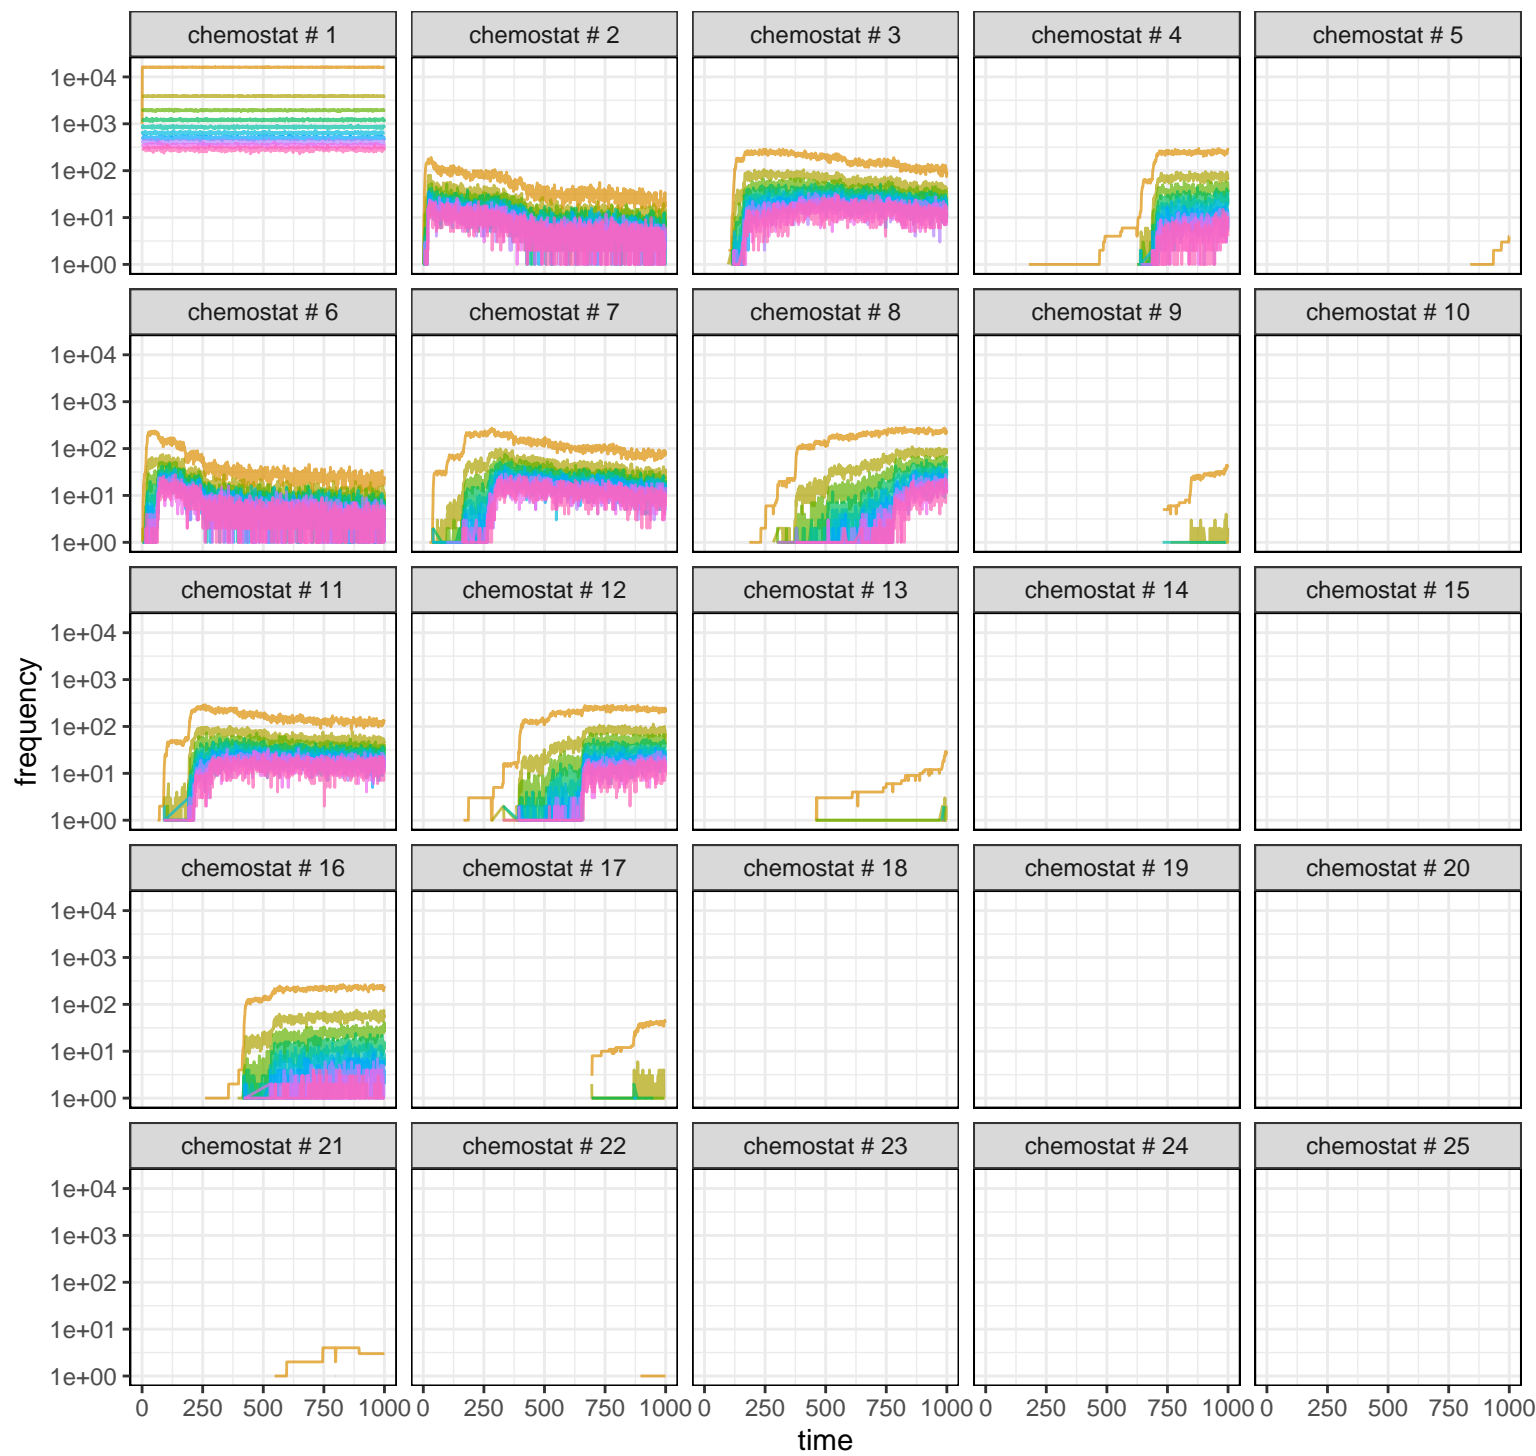 chemostat # 1
chemostat # 2
chemostat # 3
chemostat # 4
chemostat # 5
1e+04
1e+03
1e+02
1e+01
1e+00
chemostat # 6
chemostat # 7
chemostat # 8
chemostat # 9
chemostat # 10
1e+04
1e+03
1e+02
1e+01
1e+00
chemostat # 11
chemostat # 12
chemostat # 13
chemostat # 14
chemostat # 15
1e+04
1e+03
1e+02
1e+01
1e+00
frequency
chemostat # 16
chemostat # 17
chemostat # 18
chemostat # 19
chemostat # 20
1e+04
1e+03
1e+02
1e+01
1e+00
chemostat # 21
chemostat # 22
chemostat # 23
chemostat # 24
chemostat # 25
1e+04
1e+03
1e+02
1e+01
1e+00
0 250 500 750 1000
0 250 500 750 1000
0 250 500 750 1000
0 250 500 750 1000
0 250 500 750 1000
time